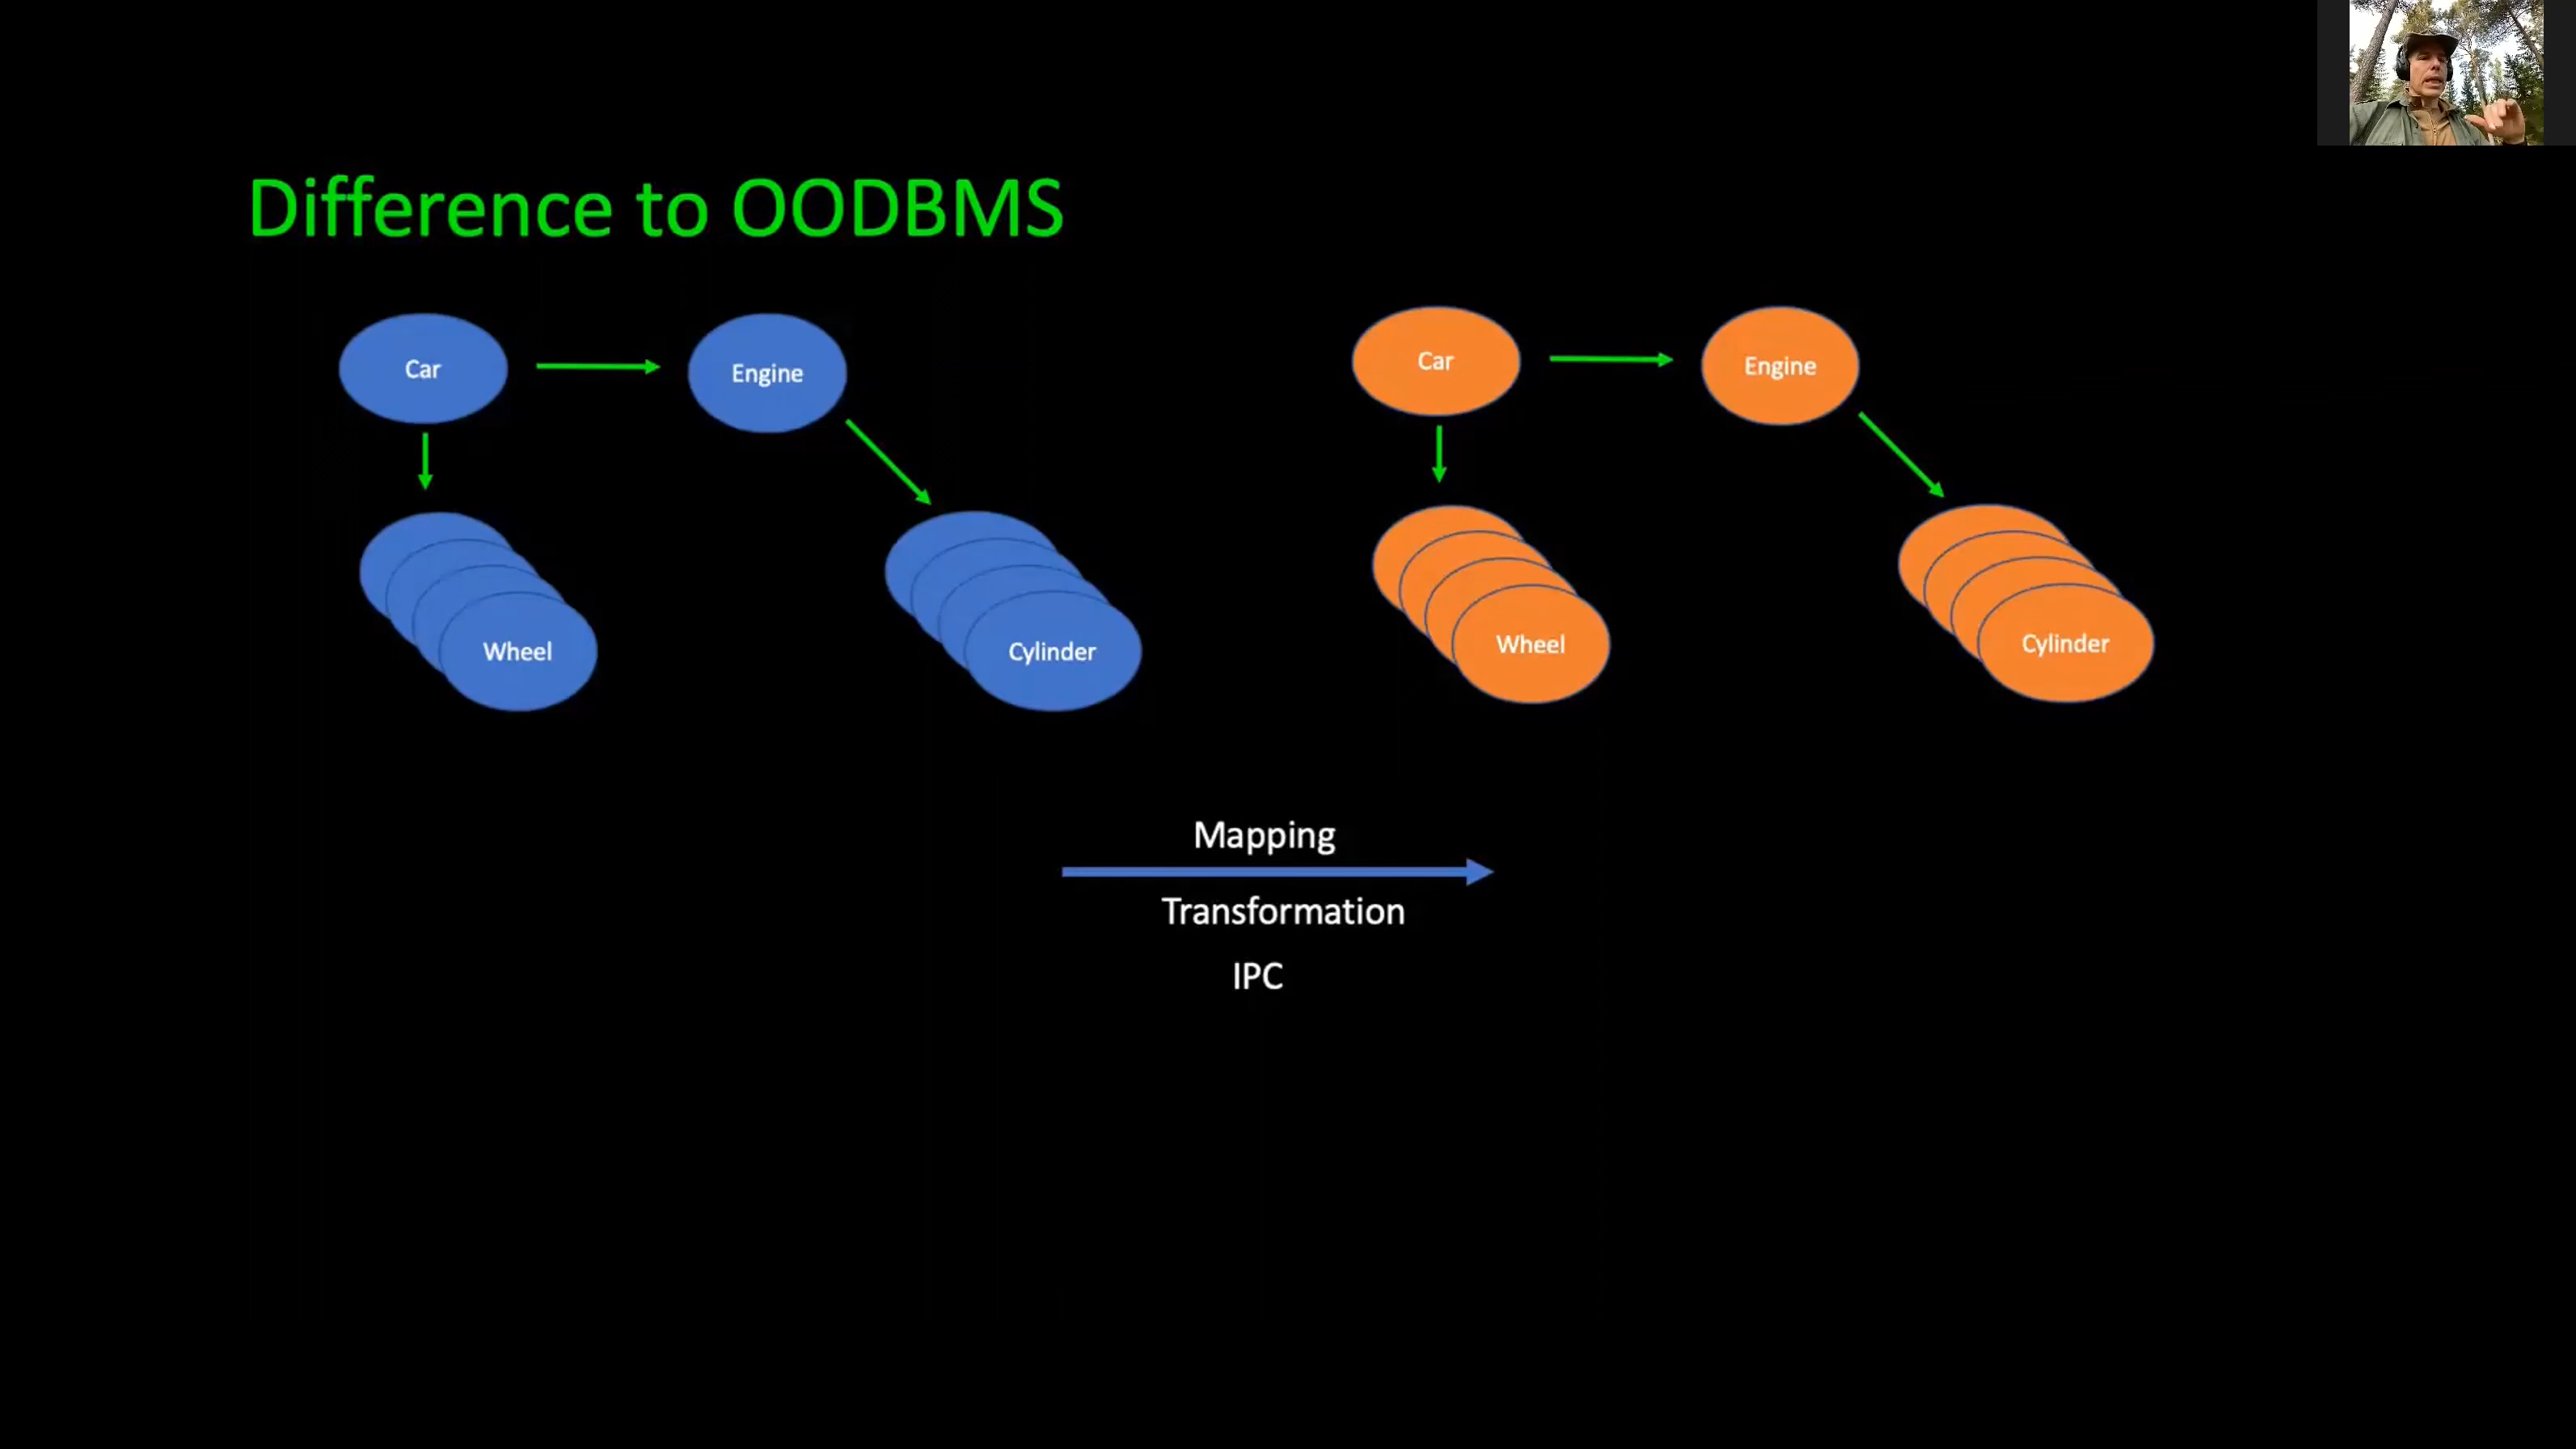 Difference to OODBMS
Car
Engine
Wheel
Cylinder
Car
Engine
Wheel
Cylinder
Mapping
Transformation
IPC